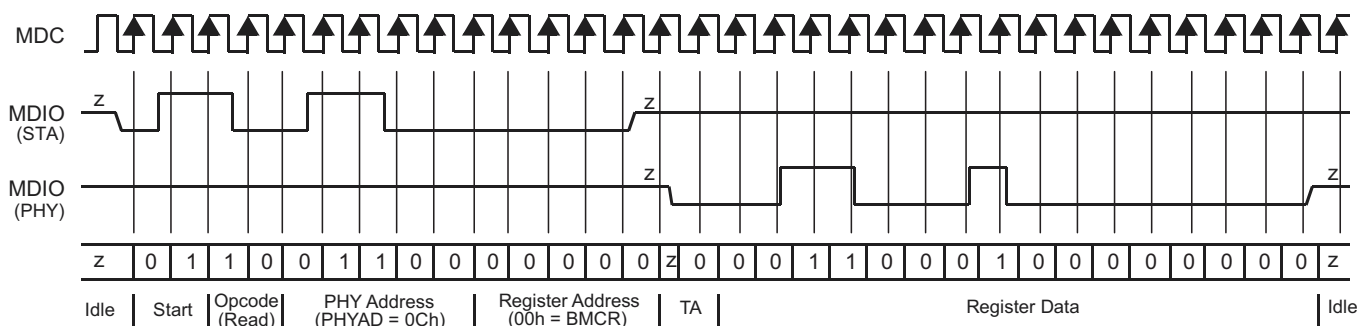 MDC
z
z
MDIO
(STA)
z
z
MDIO
(PHY)
z 0 1 1 0 0 1 1 0 0 0 0 0 0 0 z 0 0 0 1 1 0 0 0 1 0 0 0 0 0 0 0 0 z
Idle
Start
Opcode
(Read)
PHY Address
(PHYAD = 0Ch)
Register Address
(00h = BMCR)
TA
Register Data
Idle